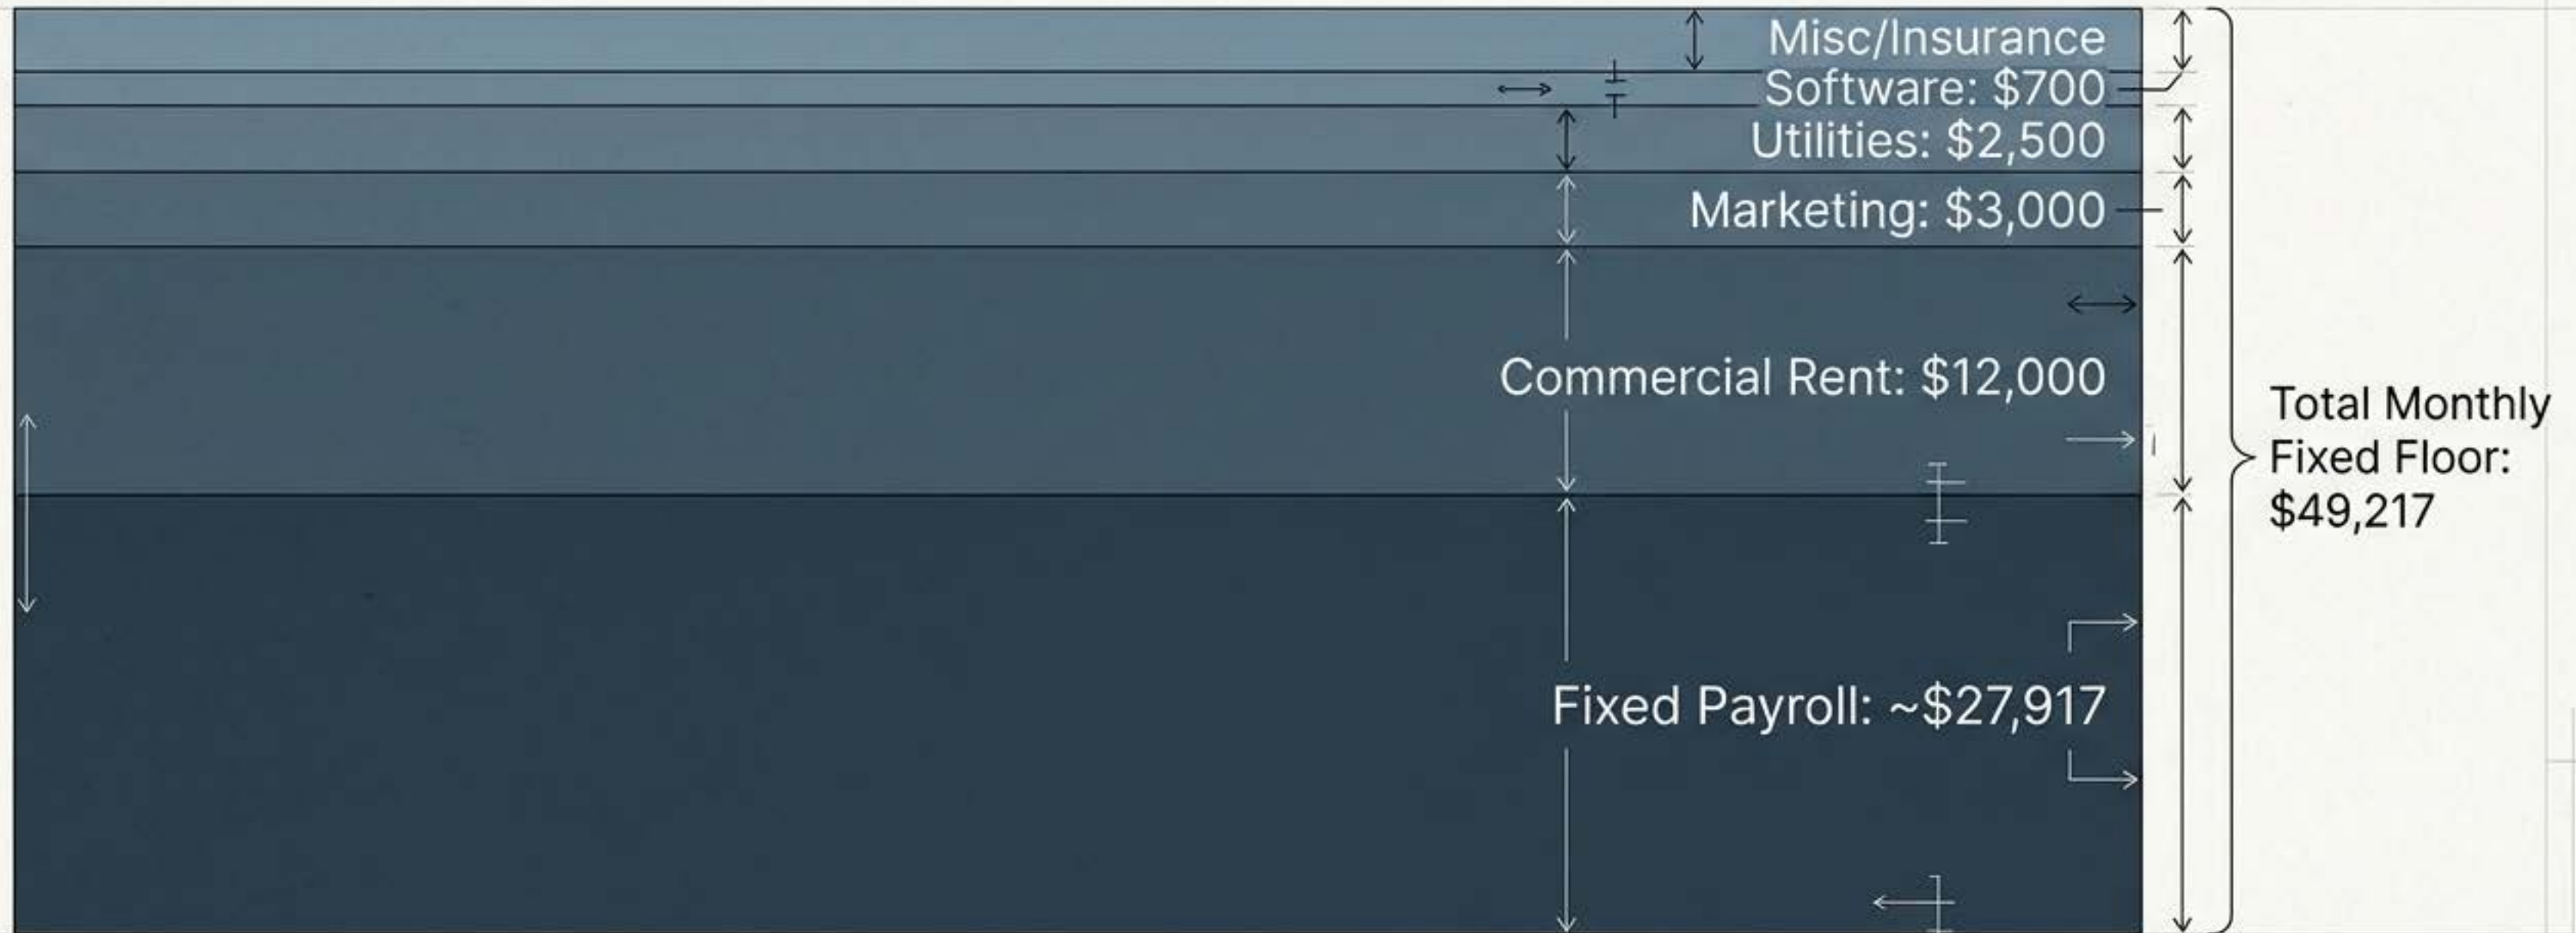 Misc/Insurance
Software: $700
Utilities: $2,500
Marketing: $3,000
Commercial Rent: $12,000
Fixed Payroll: ~$27,917
Total Monthly
Fixed Floor:
$49,217